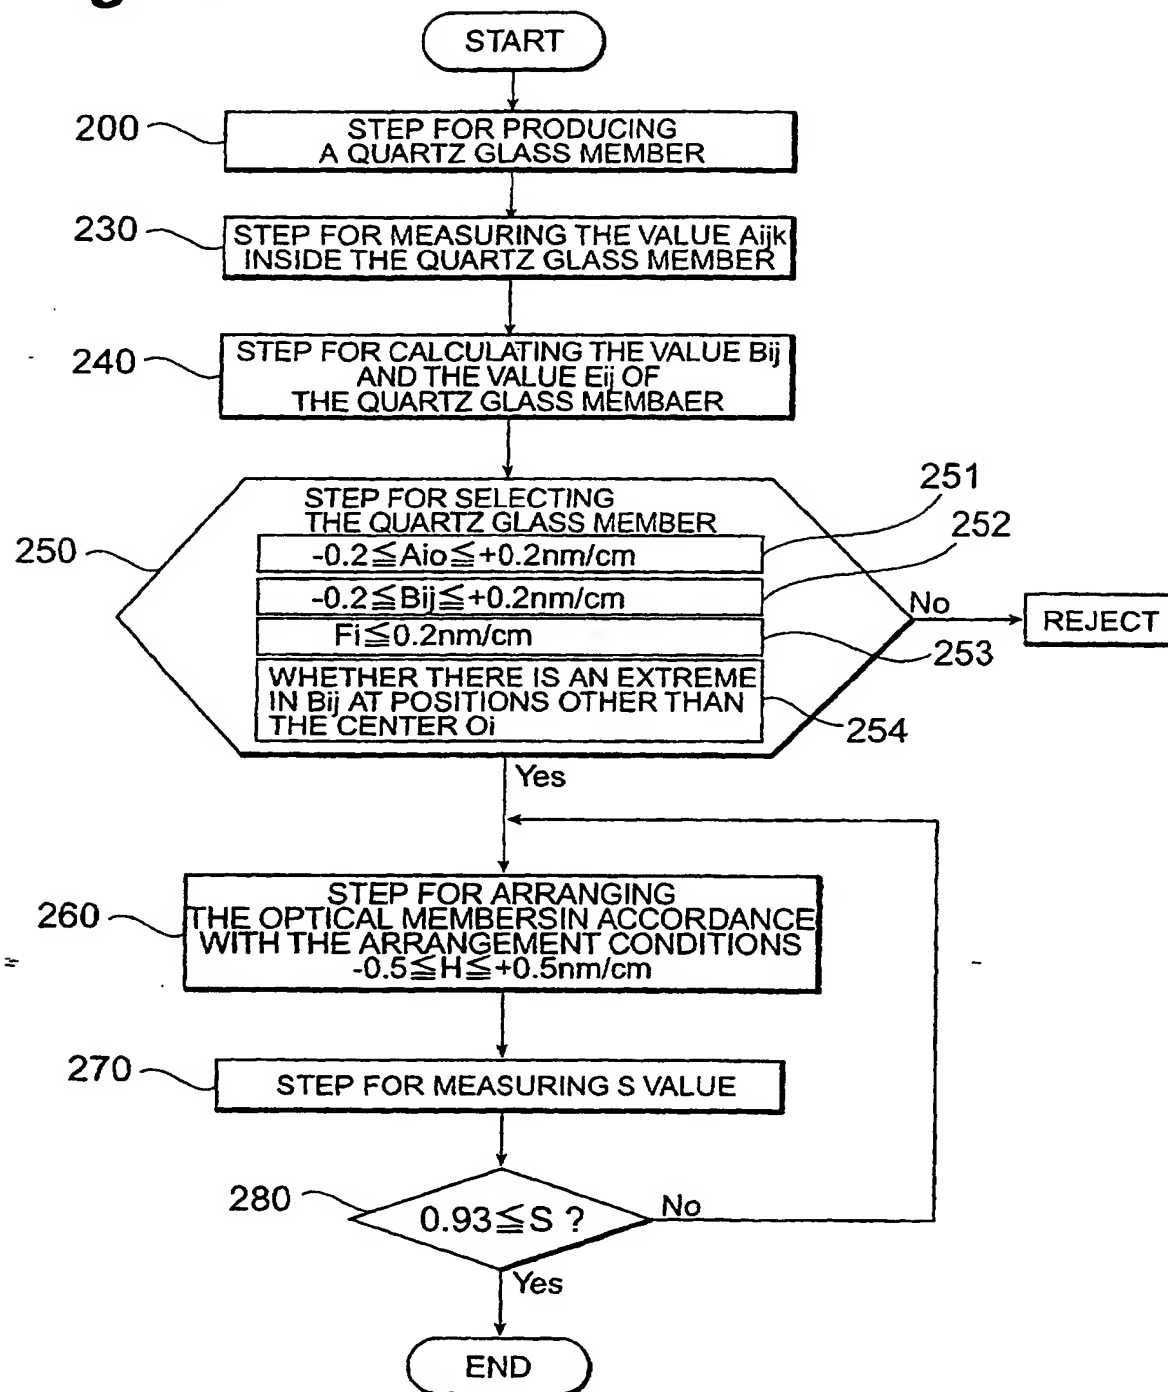 START
200
STEP FOR PRODUCING
A QUARTZ GLASS MEMBER
230
STEP FOR MEASURING THE VALUE Aijk
INSIDE THE QUARTZ GLASS MEMBER
240
STEP FOR CALCULATING THE VALUE Bij
AND THE VALUE Eij OF
THE QUARTZ GLASS MEMBAER
250
STEP FOR SELECTING
THE QUARTZ GLASS MEMBER
-0.2≦Aio≦+0.2nm/cm
251
-0.2≦Bij≦+0.2nm/cm
252
Fi≦0.2nm/cm
253
WHETHER THERE IS AN EXTREME
IN Bij AT POSITIONS OTHER THAN
THE CENTER Oi
254
No
REJECT
Yes
260
STEP FOR ARRANGING
THE OPTICAL MEMBERSIN ACCORDANCE
WITH THE ARRANGEMENT CONDITIONS
-0.5≦H≦+0.5nm/cm
270
STEP FOR MEASURING S VALUE
280
0.93≦S ?
No
Yes
END